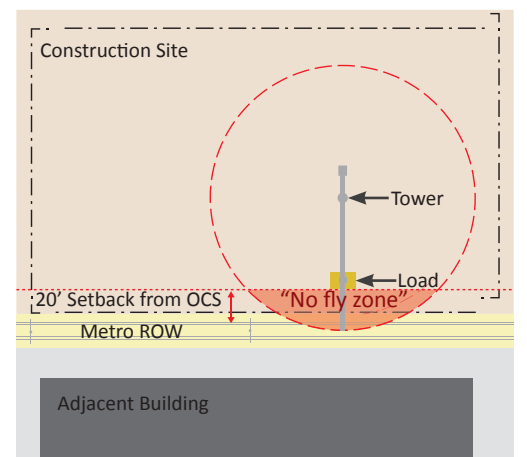 Construction Site
Tower
Load
20’ Setback from OCS
“No fly zone”
Metro ROW
Adjacent Building